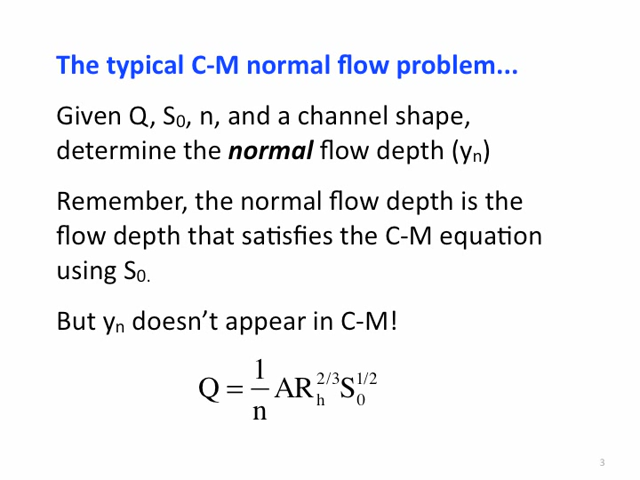 The typical C-M normal flow problem...
Given Q, S₀, n, and a channel shape,
determine the normal flow depth (yₙ)
Remember, the normal flow depth is the
flow depth that satisfies the C-M equation
using S₀.
But yₙ doesn’t appear in C-M!
Q = 1/n AR_h^2/3 S_0^1/2
3